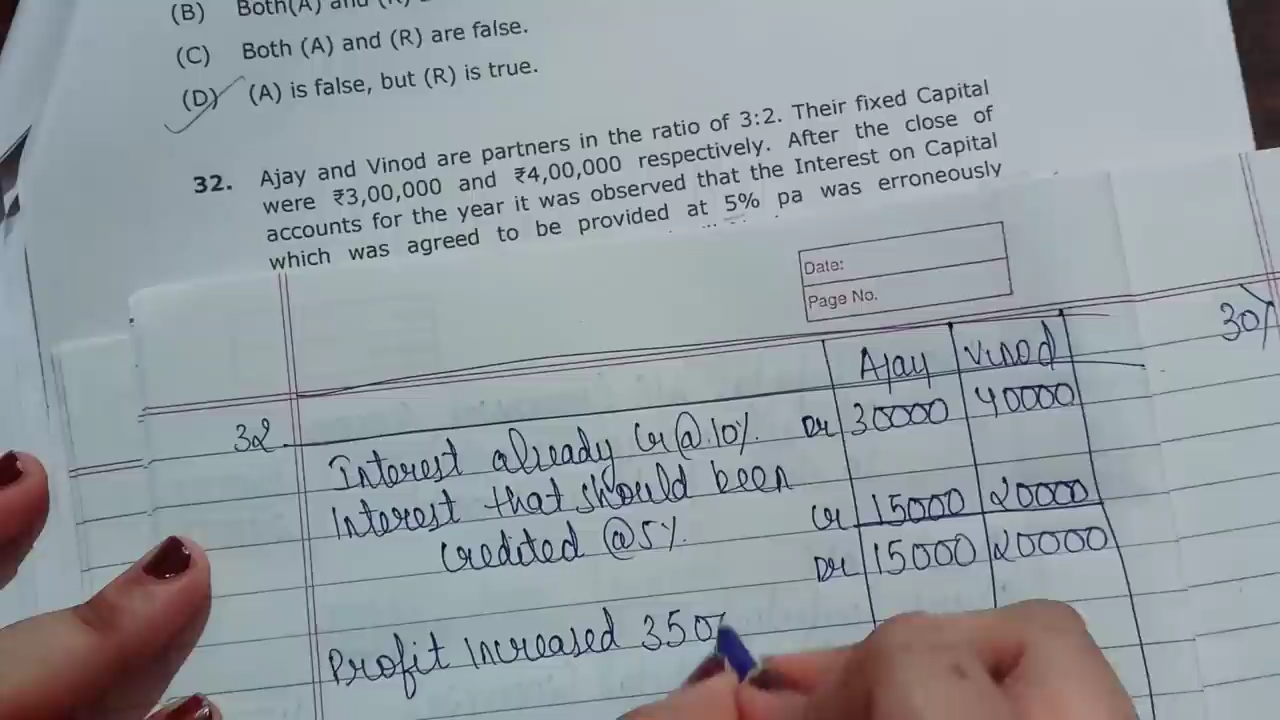 (B) Both(A) and
(C) Both (A) and (R) are false.
(D) (A) is false, but (R) is true.
32. Ajay and Vinod are partners in the ratio of 3:2. Their fixed Capital
were ₹3,00,000 and ₹4,00,000 respectively. After the close of
accounts for the year it was observed that the Interest on Capital
which was agreed to be provided at 5% pa was erroneously
Date:
Page No.
30
Ajay Vinod
32 Interest already Cr @ 10%. Dr 30000 40000
Interest that should been
credited @5%. Cr 15000 20000
Dr 15000 20000
Profit increased 350